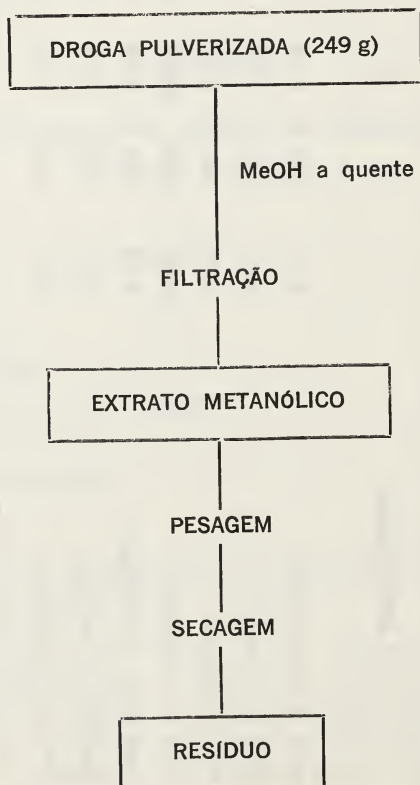 DROGA PULVERIZADA (249 g)
MeOH a quente
FILTRAÇÃO
EXTRATO METANÓLICO
PESAGEM
SECAGEM
RESÍDUO